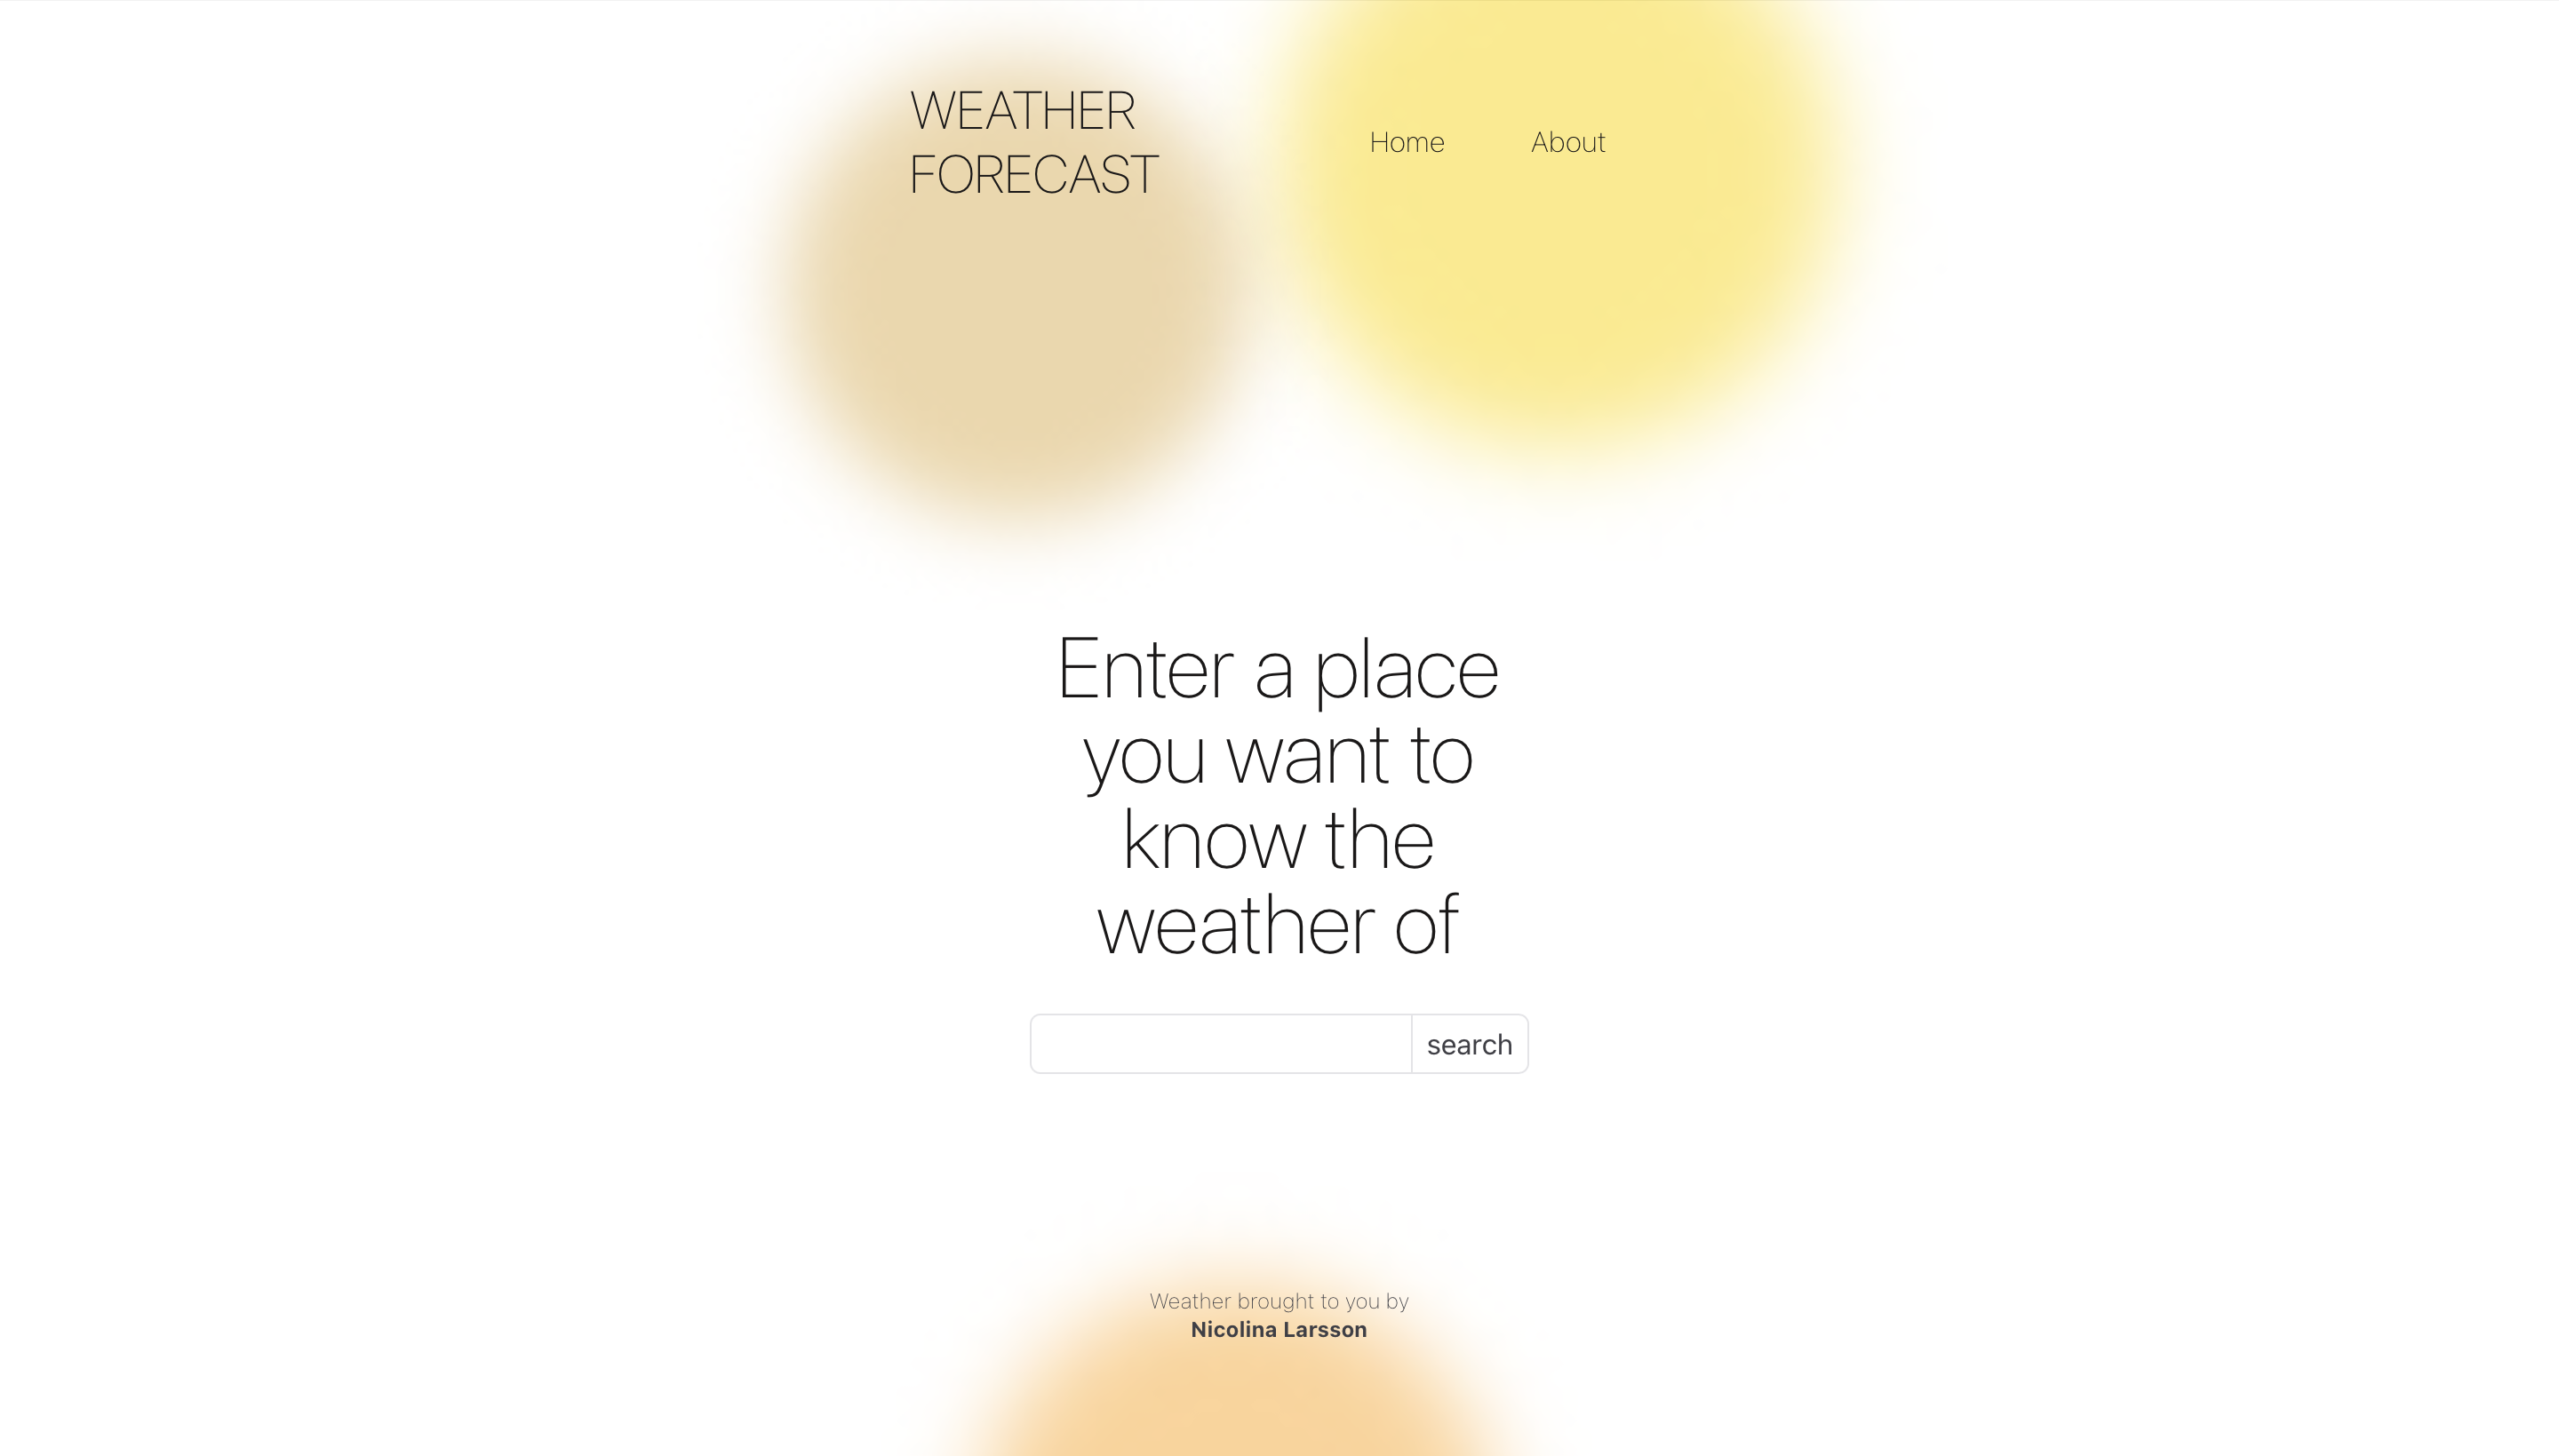 WEATHER
FORECAST
Home
About
Enter a place
you want to
know the
weather of
search
Weather brought to you by
Nicolina Larsson